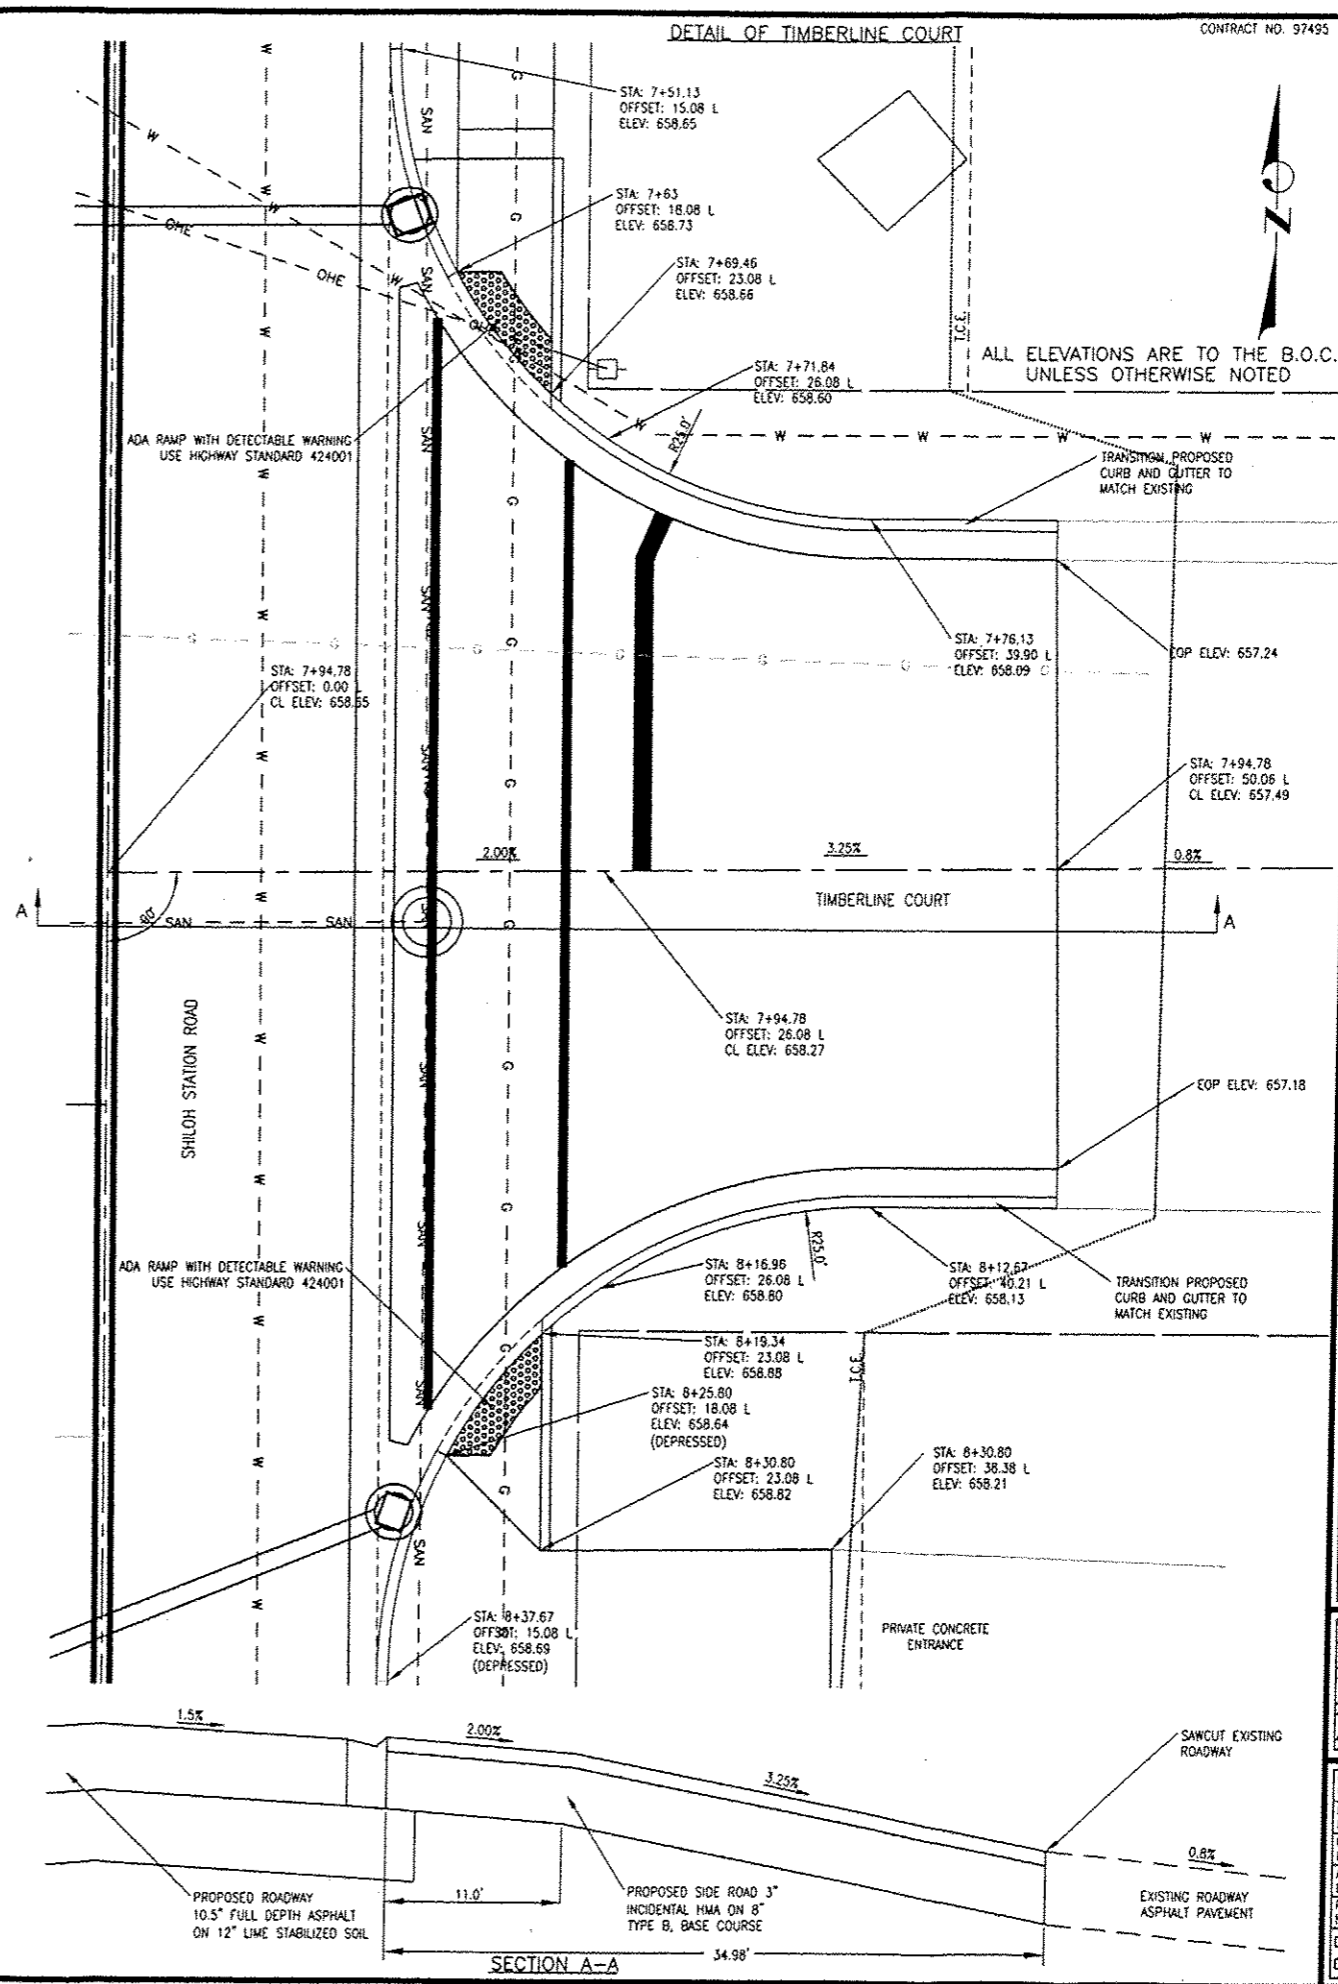 DETAIL OF TIMBERLINE COURT
CONTRACT NO. 97495
STA: 7+51.13
OFFSET: 15.08 L
ELEV: 658.65
STA: 7+63
OFFSET: 18.08 L
ELEV: 658.73
STA: 7+69.46
OFFSET: 23.08 L
ELEV: 658.66
ALL ELEVATIONS ARE TO THE B.O.C.
UNLESS OTHERWISE NOTED
T.C.E.
STA: 7+71.84
OFFSET: 26.08 L
ELEV: 658.60
R25.0'
ADA RAMP WITH DETECTABLE WARNING
USE HIGHWAY STANDARD 424001
TRANSITION PROPOSED
CURB AND GUTTER TO
MATCH EXISTING
W
W
OHE
OHE
SAN
SAN
G
G
STA: 7+76.13
OFFSET: 39.90 L
ELEV: 658.09
EOP ELEV: 657.24
STA: 7+94.78
OFFSET: 0.00 L
CL ELEV: 658.65
STA: 7+94.78
OFFSET: 50.06 L
CL ELEV: 657.49
2.00%
3.25%
0.8%
TIMBERLINE COURT
A
A
SAN
SAN
SHILOH STATION ROAD
STA: 7+94.78
OFFSET: 26.08 L
CL ELEV: 658.27
EOP ELEV: 657.18
ADA RAMP WITH DETECTABLE WARNING
USE HIGHWAY STANDARD 424001
R25.0'
STA: 8+16.96
OFFSET: 26.08 L
ELEV: 658.80
STA: 8+12.67
OFFSET: 40.21 L
ELEV: 658.13
TRANSITION PROPOSED
CURB AND GUTTER TO
MATCH EXISTING
STA: 8+19.34
OFFSET: 23.08 L
ELEV: 658.88
T.C.E.
STA: 8+25.80
OFFSET: 18.08 L
ELEV: 658.64
(DEPRESSED)
STA: 8+30.80
OFFSET: 23.08 L
ELEV: 658.82
STA: 8+30.80
OFFSET: 38.38 L
ELEV: 658.21
STA: 8+37.67
OFFSET: 15.08 L
ELEV: 658.69
(DEPRESSED)
PRIVATE CONCRETE
ENTRANCE
1.5%
2.00%
3.25%
0.8%
SAWCUT EXISTING
ROADWAY
PROPOSED ROADWAY
10.5" FULL DEPTH ASPHALT
ON 12" LIME STABILIZED SOIL
11.0'
PROPOSED SIDE ROAD 3"
INCIDENTAL HMA ON 8"
TYPE B, BASE COURSE
EXISTING ROADWAY
ASPHALT PAVEMENT
34.98'
SECTION A-A